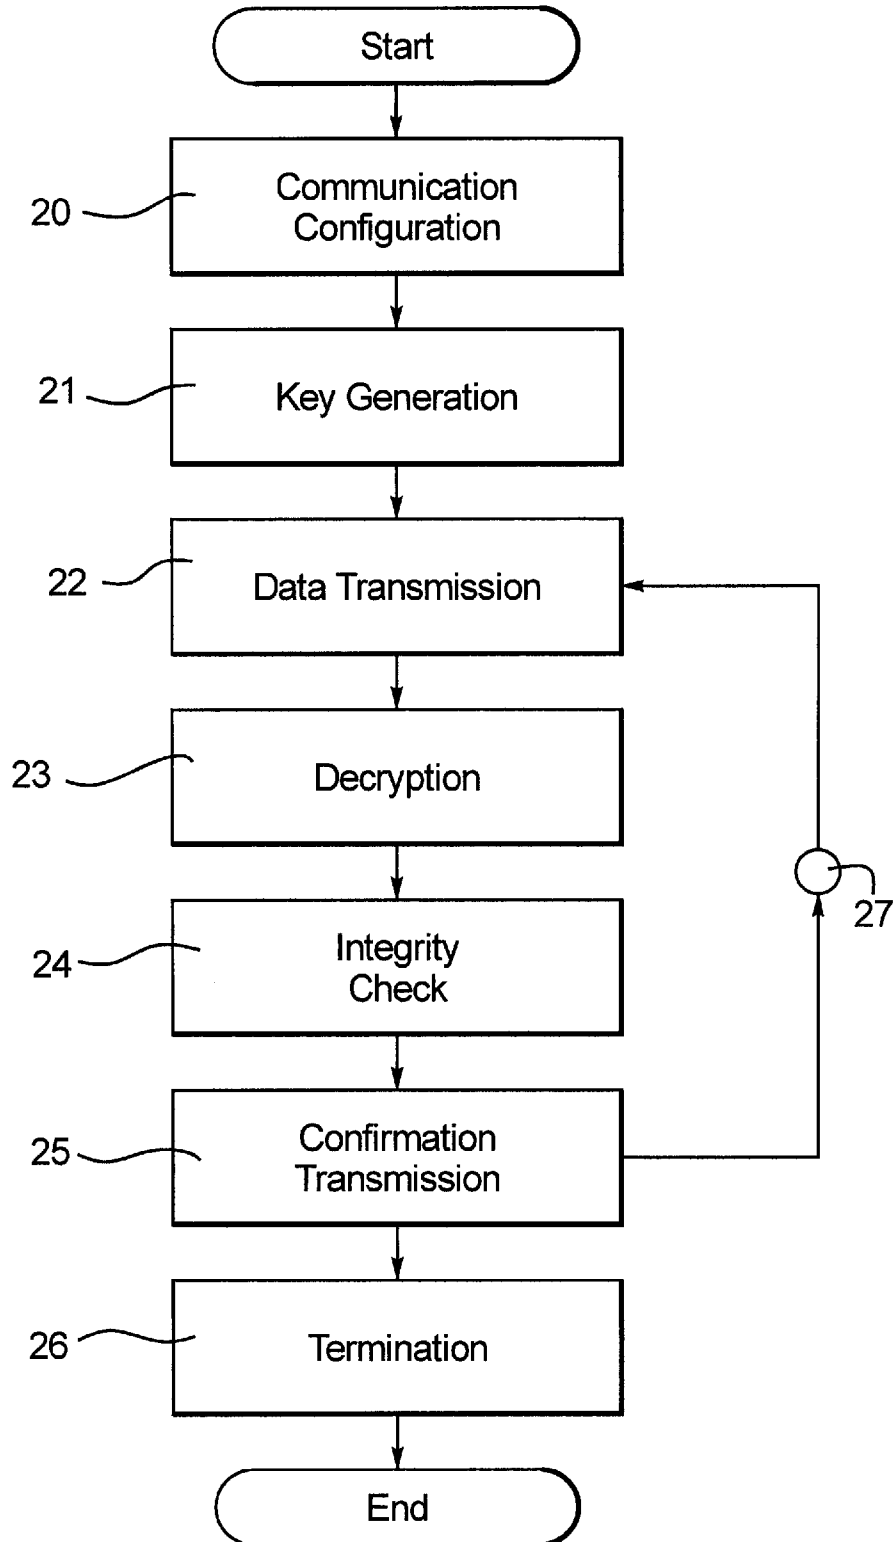 Start
20
Communication
Configuration
21
Key Generation
22
Data Transmission
23
Decryption
27
24
Integrity
Check
25
Confirmation
Transmission
26
Termination
End